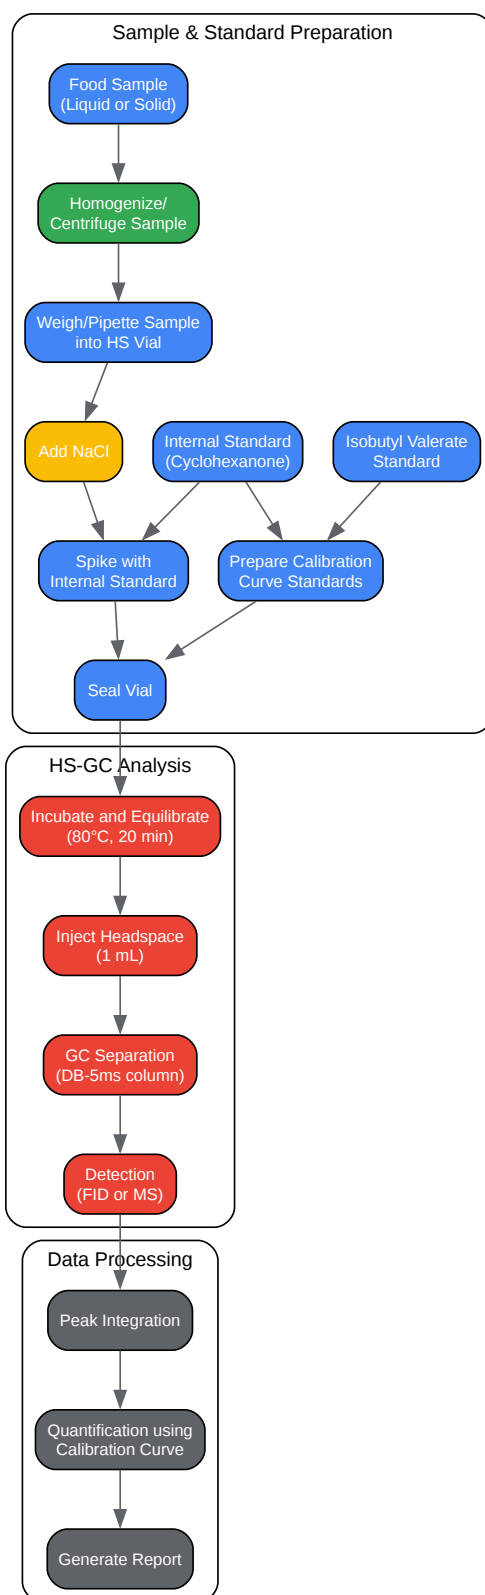 Sample & Standard Preparation
Food Sample
(Liquid or Solid)
Homogenize/
Centrifuge Sample
Weigh/Pipette Sample
into HS Vial
Add NaCl
Internal Standard
(Cyclohexanone)
Isobutyl Valerate
Standard
Spike with
Internal Standard
Prepare Calibration
Curve Standards
Seal Vial
HS-GC Analysis
Incubate and Equilibrate
(80°C, 20 min)
Inject Headspace
(1 mL)
GC Separation
(DB-5ms column)
Detection
(FID or MS)
Data Processing
Peak Integration
Quantification using
Calibration Curve
Generate Report